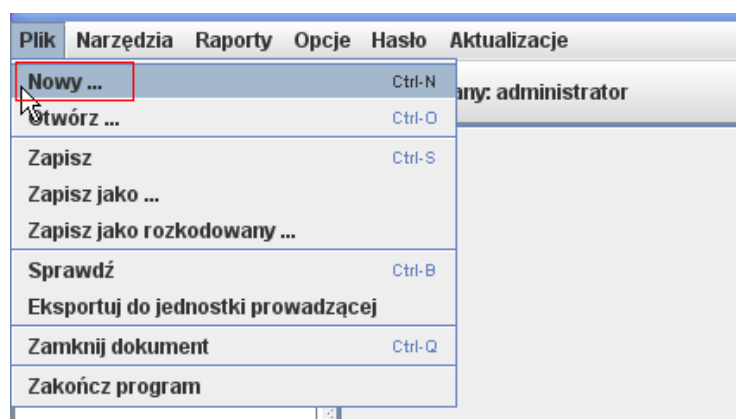 Plik Narzędzia Raporty Opcje Hasło Aktualizacje
Nowy ... Ctrl-N
any: administrator
Otwórz ... Ctrl-O
Zapisz Ctrl-S
Zapisz jako ...
Zapisz jako rozkodowany ...
Sprawdź Ctrl-B
Eksportuj do jednostki prowadzącej
Zamknij dokument Ctrl-Q
Zakończ program